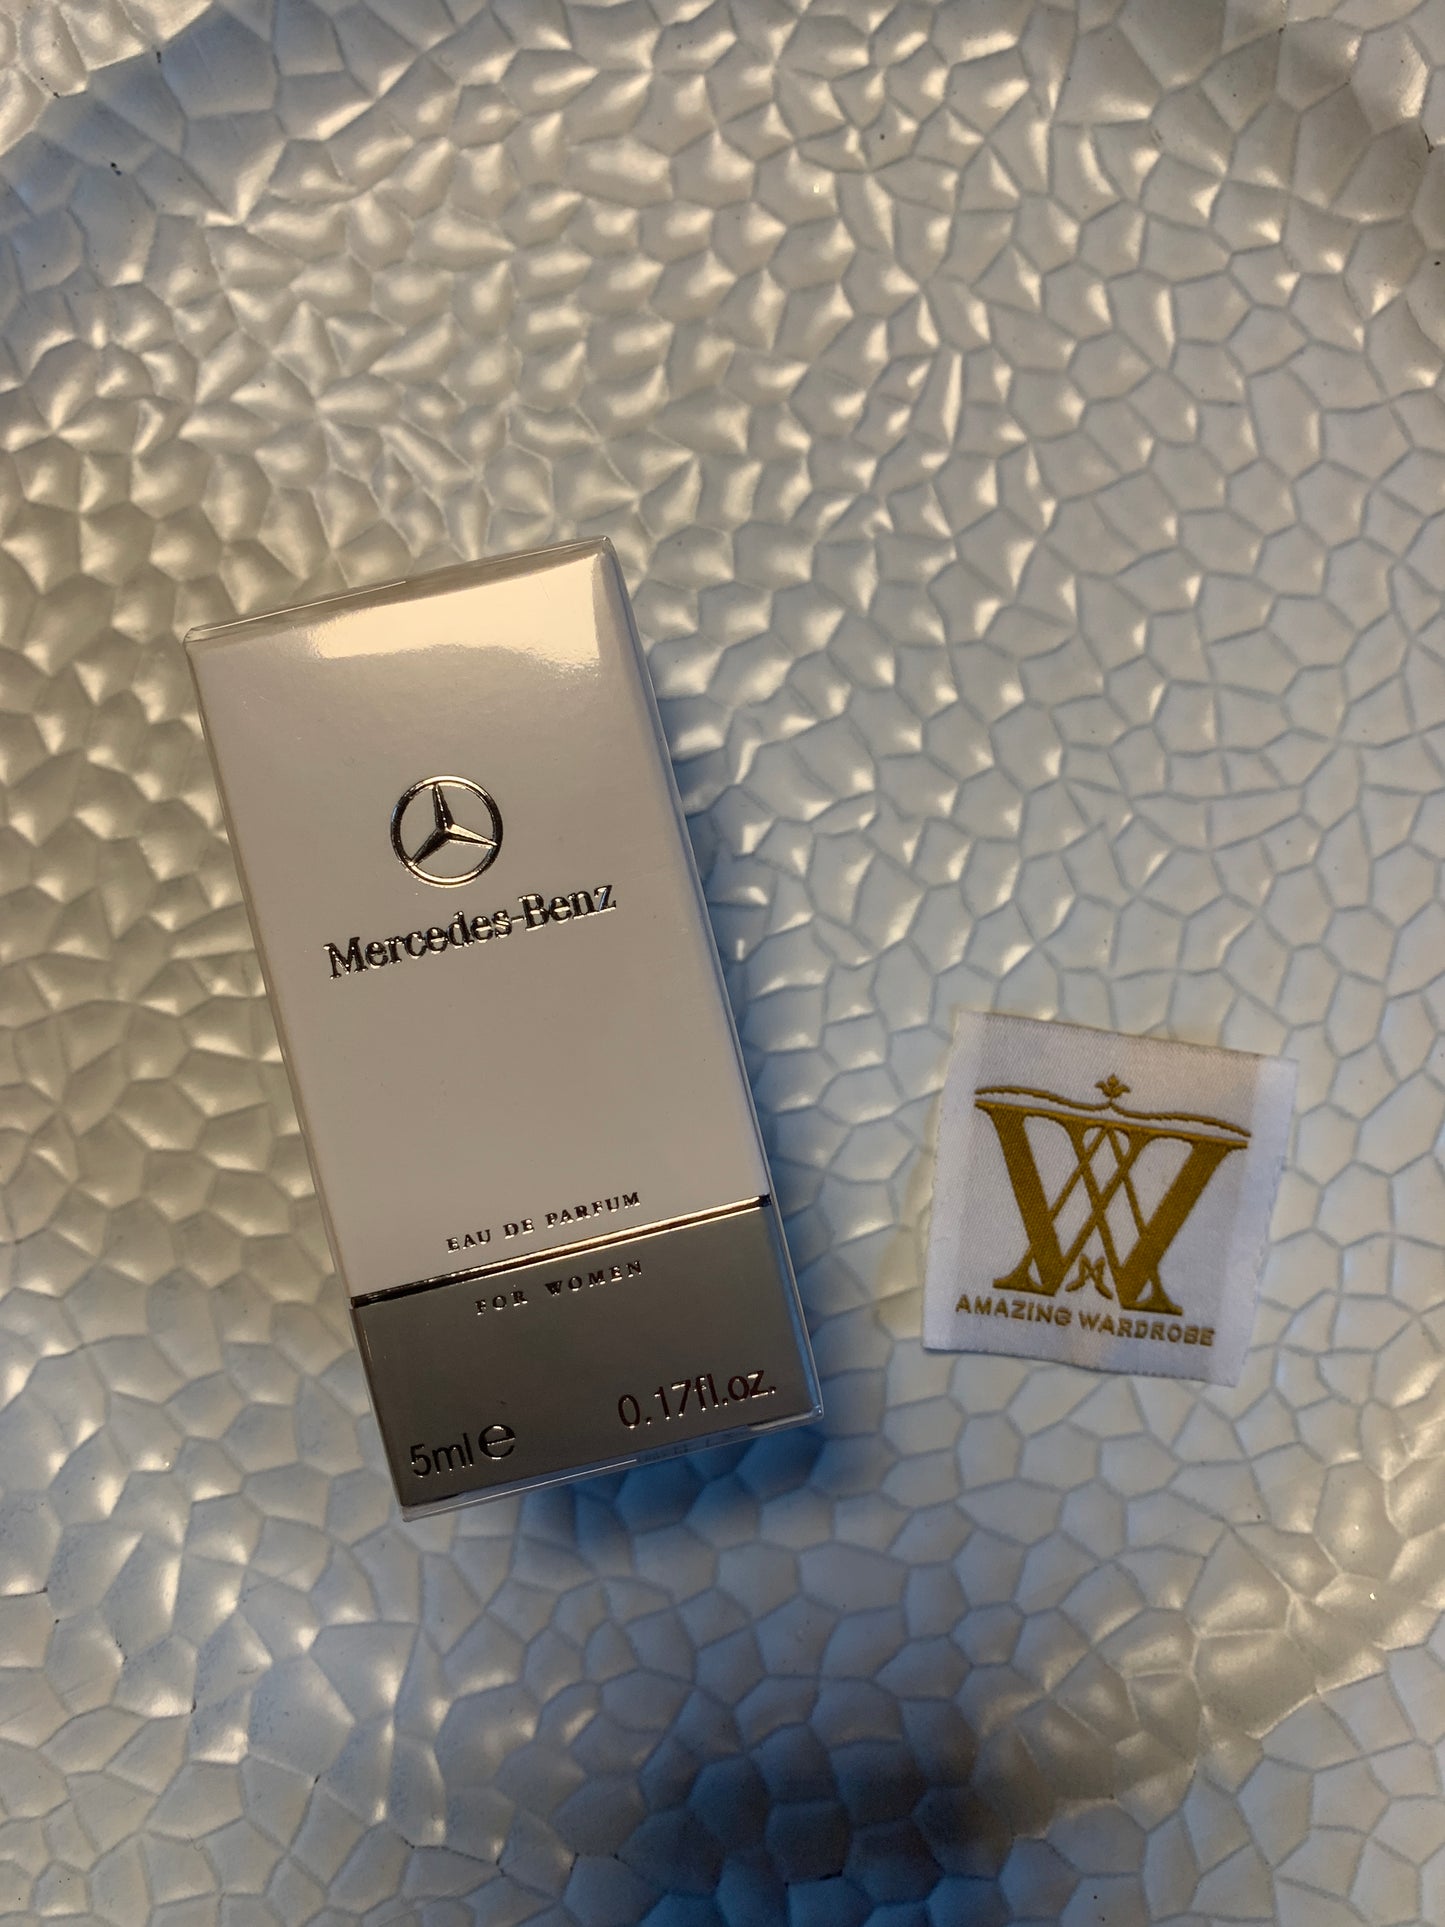 Mercedes-Benz
EAU DE PARFUM
FOR WOMEN
5ml e 0.17fl.oz.
W
AMAZING WARDROBE